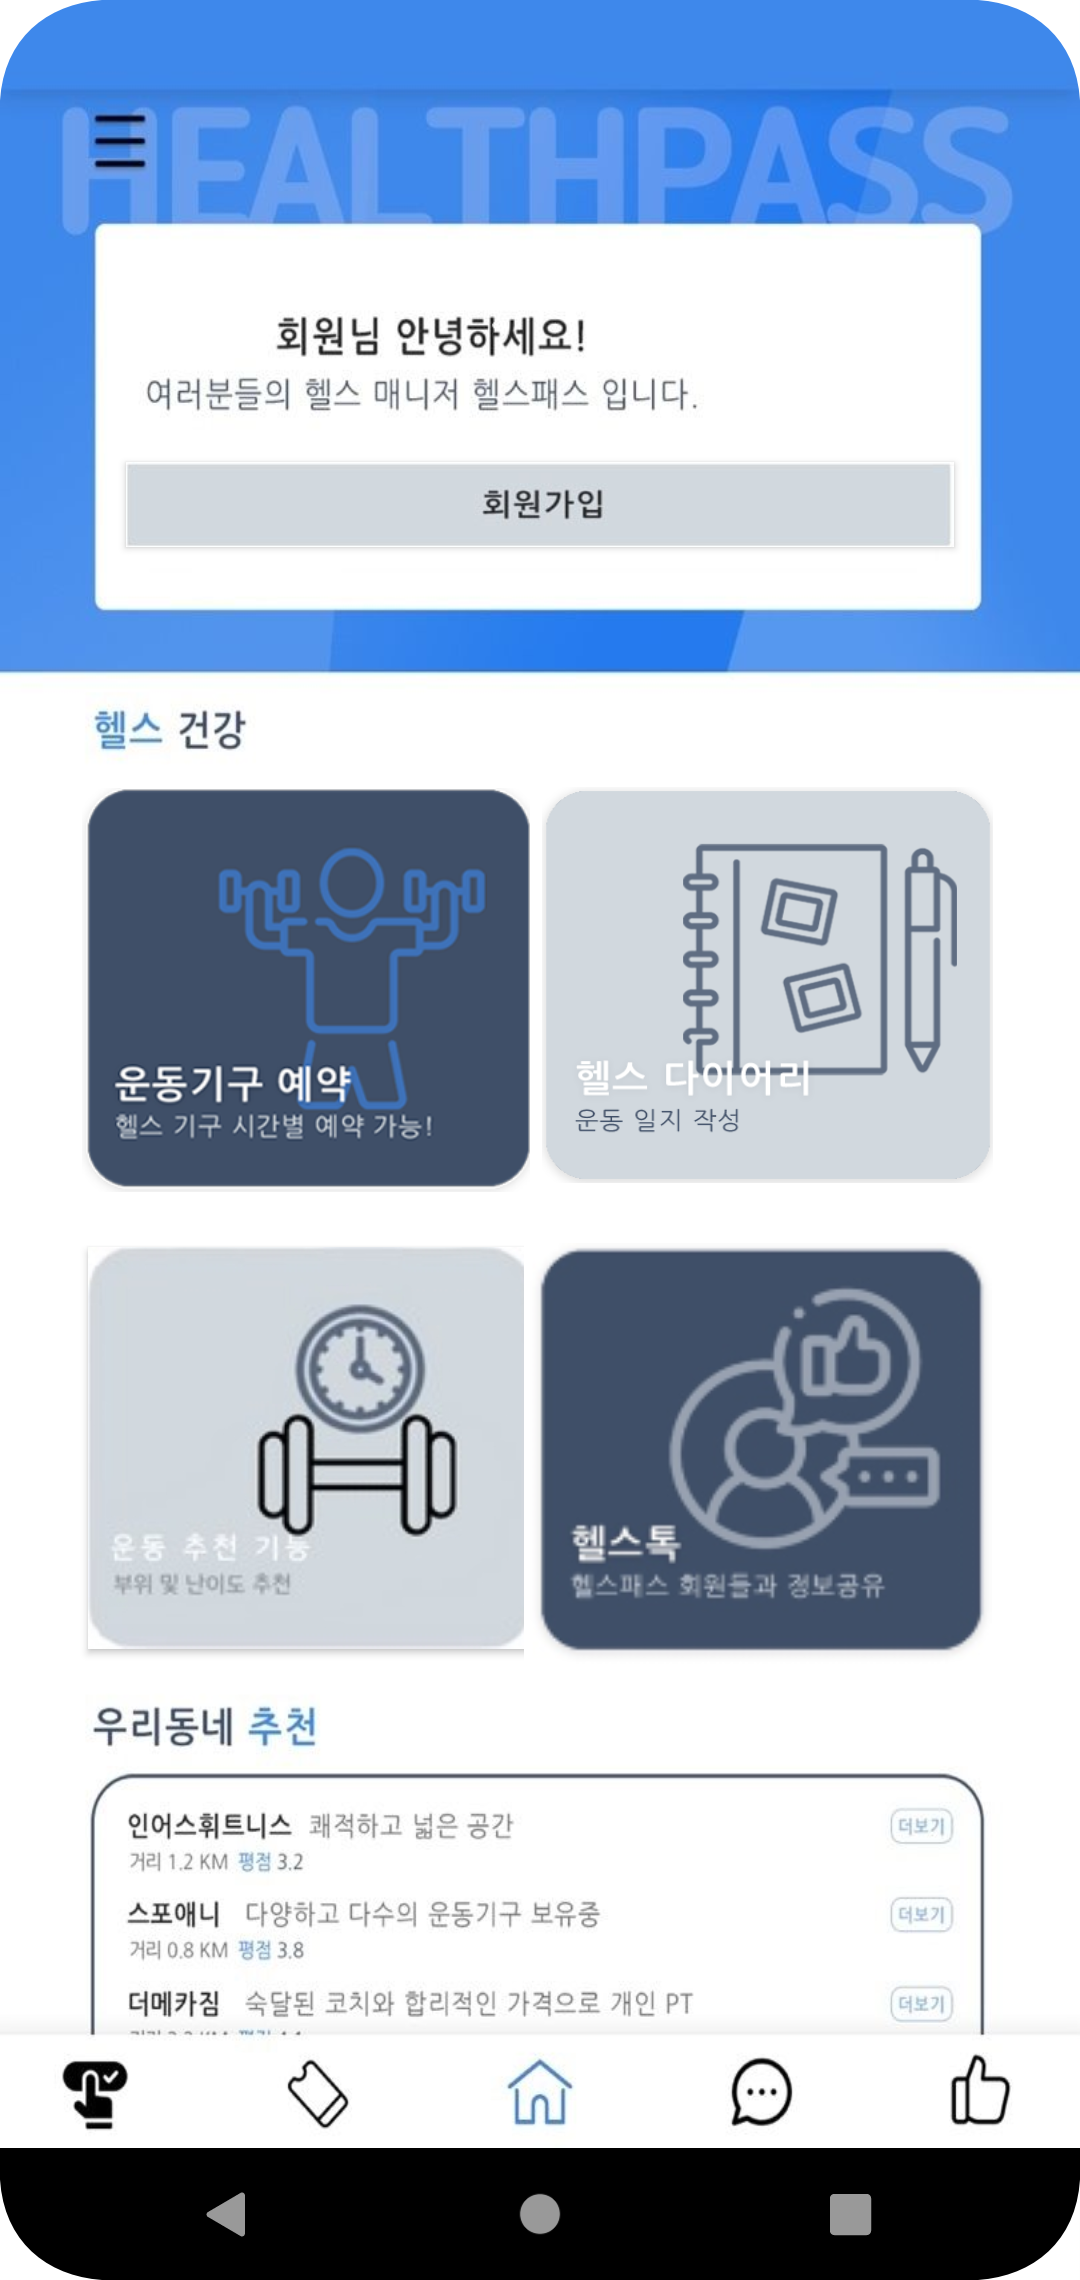 HEALTHPASS
회원님 안녕하세요!
여러분들의 헬스 매니저 헬스패스 입니다.
회원가입
헬스 건강
운동기구 예약
헬스 기구 시간별 예약 가능!
헬스 다이어리
운동 일지 작성
운동 추천 기능
부위 및 난이도 추천
헬스톡
헬스패스 회원들과 정보공유
우리동네 추천
인어스휘트니스 쾌적하고 넓은 공간 더보기
거리 1.2 KM 평점 3.2
스포애니 다양하고 다수의 운동기구 보유중 더보기
거리 0.8 KM 평점 3.8
더메카짐 숙달된 코치와 합리적인 가격으로 개인 PT 더보기